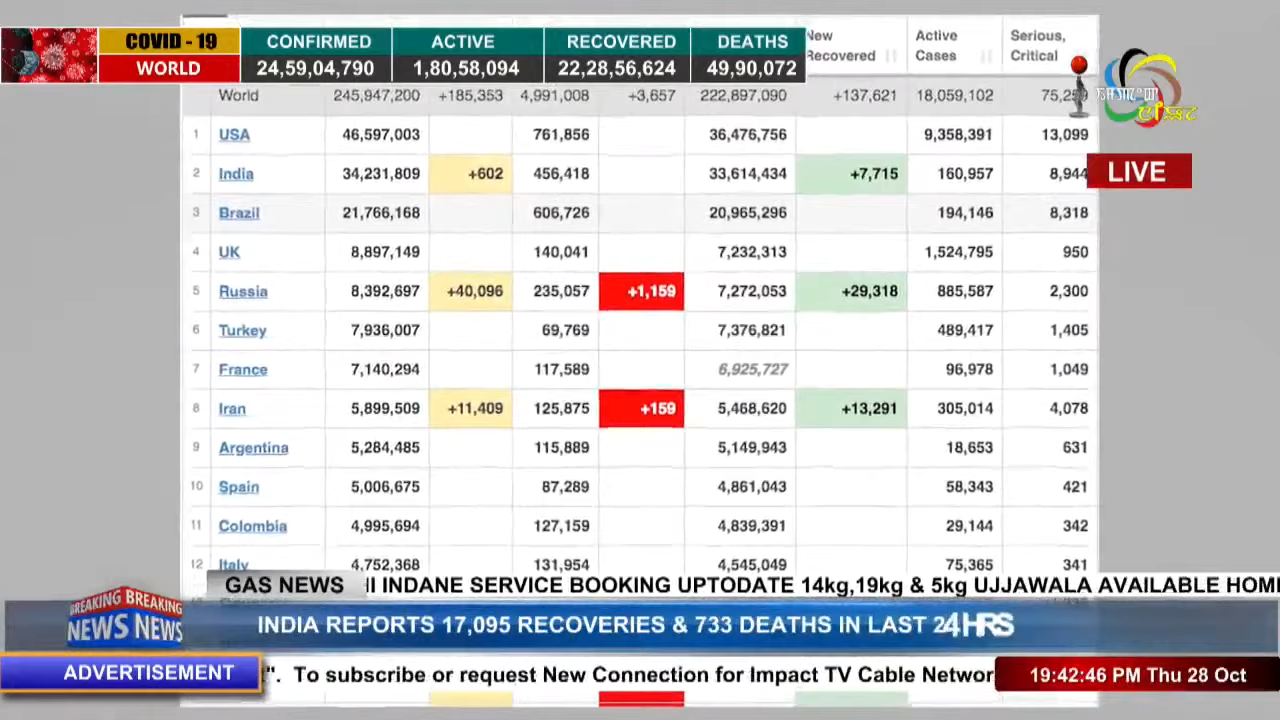 COVID - 19 CONFIRMED ACTIVE RECOVERED DEATHS
WORLD 24,59,04,790 1,80,58,094 22,28,56,624 49,90,072
New Recovered Active Cases Serious, Critical
World 245,947,200 +185,353 4,991,008 +3,657 222,897,090 +137,621 18,059,102
1 USA 46,597,003 761,856 36,476,756 9,358,391 13,099
2 India 34,231,809 +602 456,418 33,614,434 +7,715 160,957 8,944
LIVE
3 Brazil 21,766,168 606,726 20,965,296 194,146 8,318
4 UK 8,897,149 140,041 7,232,313 1,524,795 950
5 Russia 8,392,697 +40,096 235,057 +1,159 7,272,053 +29,318 885,587 2,300
6 Turkey 7,936,007 69,769 7,376,821 489,417 1,405
7 France 7,140,294 117,589 6,925,727 96,978 1,049
8 Iran 5,899,509 +11,409 125,875 +159 5,468,620 +13,291 305,014 4,078
9 Argentina 5,284,485 115,889 5,149,943 18,653 631
10 Spain 5,006,675 87,289 4,861,043 58,343 421
11 Colombia 4,995,694 127,159 4,839,391 29,144 342
12 Italy 4,752,368 131,954 4,545,049 75,365 341
GAS NEWS INDANE SERVICE BOOKING UPTODATE 14kg,19kg & 5kg UJJAWALA AVAILABLE
BREAKING BREAKING
NEWS NEWS
INDIA REPORTS 17,095 RECOVERIES & 733 DEATHS IN LAST 24 HRS
ADVERTISEMENT ". To subscribe or request New Connection for Impact TV Cable Networ
19:42:46 PM Thu 28 Oct